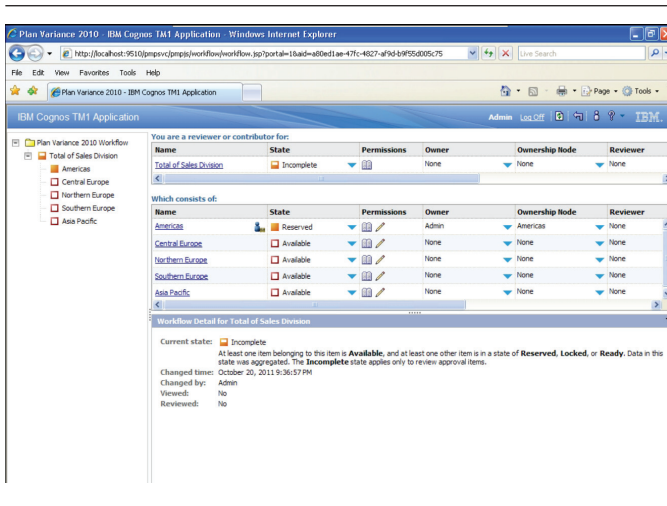 Plan Variance 2010 - IBM Cognos TM1 Application - Windows Internet Explorer
http://localhost:9510/pmpsvc/pmpjs/workflow/workflow.jsp?portal=1&aid=a80ed1ae-47fc-4827-af9d-b9f55d005c75
Live Search
File Edit View Favorites Tools Help
Plan Variance 2010 - IBM Cognos TM1 Application
Page Tools
IBM Cognos TM1 Application
Admin Log Off IBM.
Plan Variance 2010 Workflow
Total of Sales Division
Americas
Central Europe
Northern Europe
Southern Europe
Asia Pacific
You are a reviewer or contributor for:
Name State Permissions Owner Ownership Node Reviewer
Total of Sales Division Incomplete None None None
Which consists of:
Name State Permissions Owner Ownership Node Reviewer
Americas Reserved Admin Americas None
Central Europe Available None None None
Northern Europe Available None None None
Southern Europe Available None None None
Asia Pacific Available None None None
Workflow Detail for Total of Sales Division
Current state: Incomplete
At least one item belonging to this item is Available, and at least one other item is in a state of Reserved, Locked, or Ready. Data in this
state was aggregated. The Incomplete state applies only to review approval items.
Changed time: October 20, 2011 9:36:57 PM
Changed by: Admin
Viewed: No
Reviewed: No